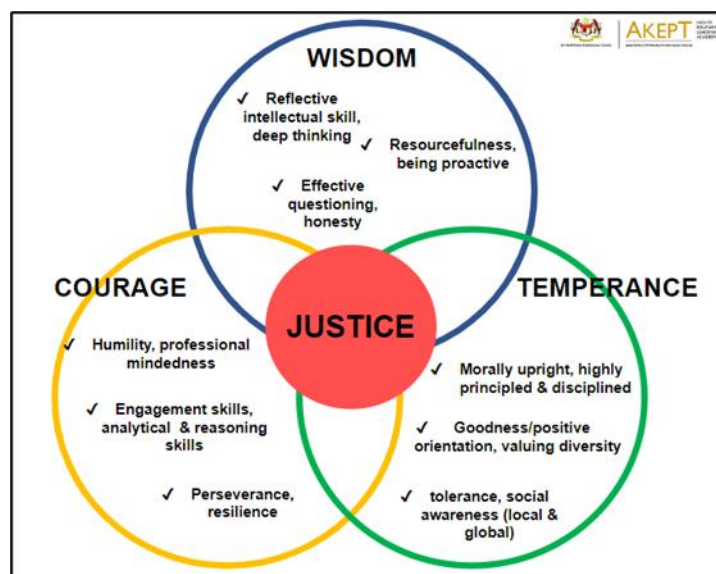 AKEPT
WISDOM
✓ Reflective
intellectual skill,
deep thinking
✓ Resourcefulness,
being proactive
✓ Effective
questioning,
honesty
COURAGE
TEMPERANCE
JUSTICE
✓ Humility, professional
mindedness
✓ Engagement skills,
analytical & reasoning
skills
✓ Perseverance,
resilience
✓ Morally upright, highly
principled & disciplined
✓ Goodness/positive
orientation, valuing diversity
✓ tolerance, social
awareness (local &
global)